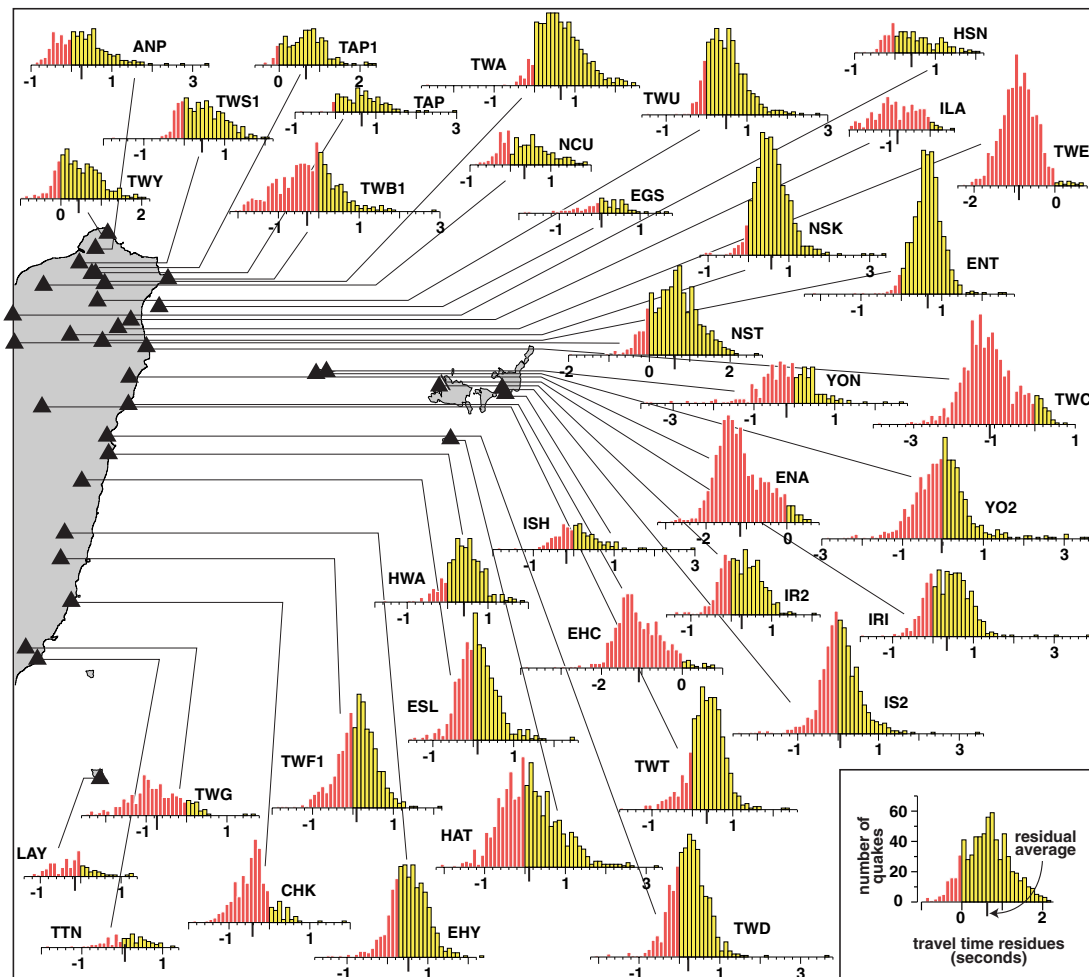 ANP
-1 1 3
TAP1
0 2
TWA
-1 1
TWU
-1 1 3
HSN
-1 1
TWS1
-1 1
TAP
-1 1 3
NCU
-1 1
ILA
-1
TWE
-2 0
TWY
0 2
TWB1
-1 3
EGS
-1 1
NSK
-1 1 3
ENT
-1 1
NST
-2 0 2
YON
-3 -1 1
TWC
-3 -1 1
ENA
-2 0
YO2
-3 -1 1 3
ISH
-1 1 3
HWA
-1 1
IR2
-1 1
IRI
-1 1 3
EHC
-2 0
ESL
-1 1
IS2
-1 1 3
TWF1
-1 1
TWT
-1 1
TWG
-1 1
HAT
-1 1 3
LAY
-1 1
CHK
-1 1
TTN
-1 1
EHY
-1 1
TWD
-1 1 3
number of
quakes
60
40
20
0
residual
average
0 2
travel time residues
(seconds)